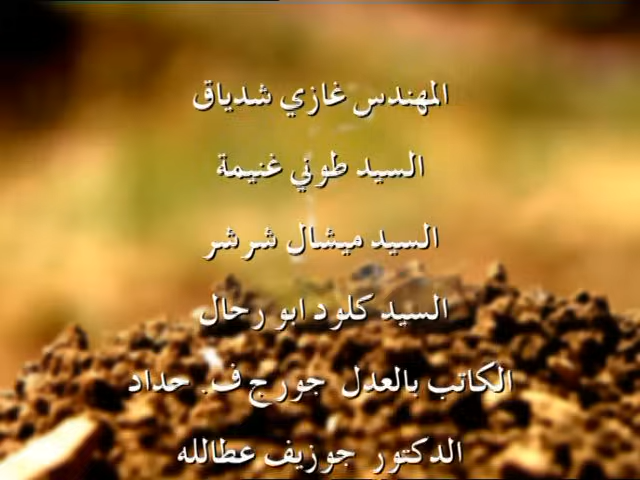 المهندس غازي شدياق
السيد طوني غنيمة
السيد ميشال شرشر
السيد كلود ابو رحال
الكاتب بالعدل جورج ف. حداد
الدكتور جوزيف عطالله